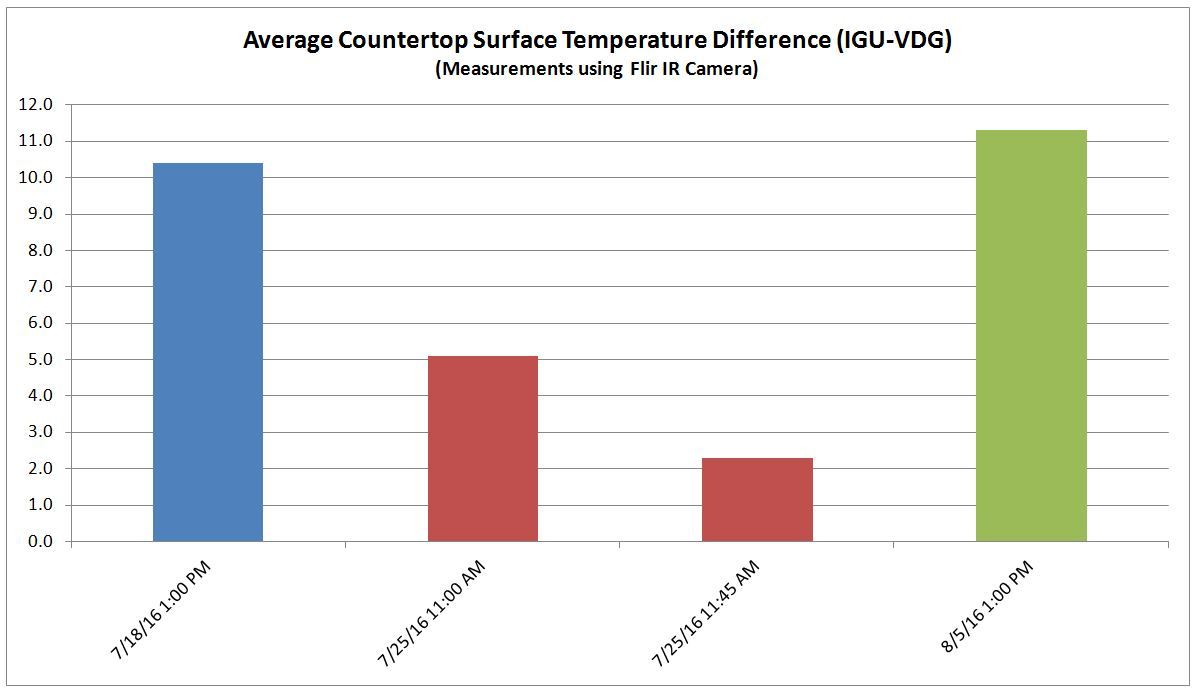 Average Countertop Surface Temperature Difference (IGU-VDG)
(Measurements using Flir IR Camera)
12.0
11.0
10.0
9.0
8.0
7.0
6.0
5.0
4.0
3.0
2.0
1.0
0.0
7/18/16 1:00 PM
7/25/16 11:00 AM
7/25/16 11:45 AM
8/5/16 1:00 PM